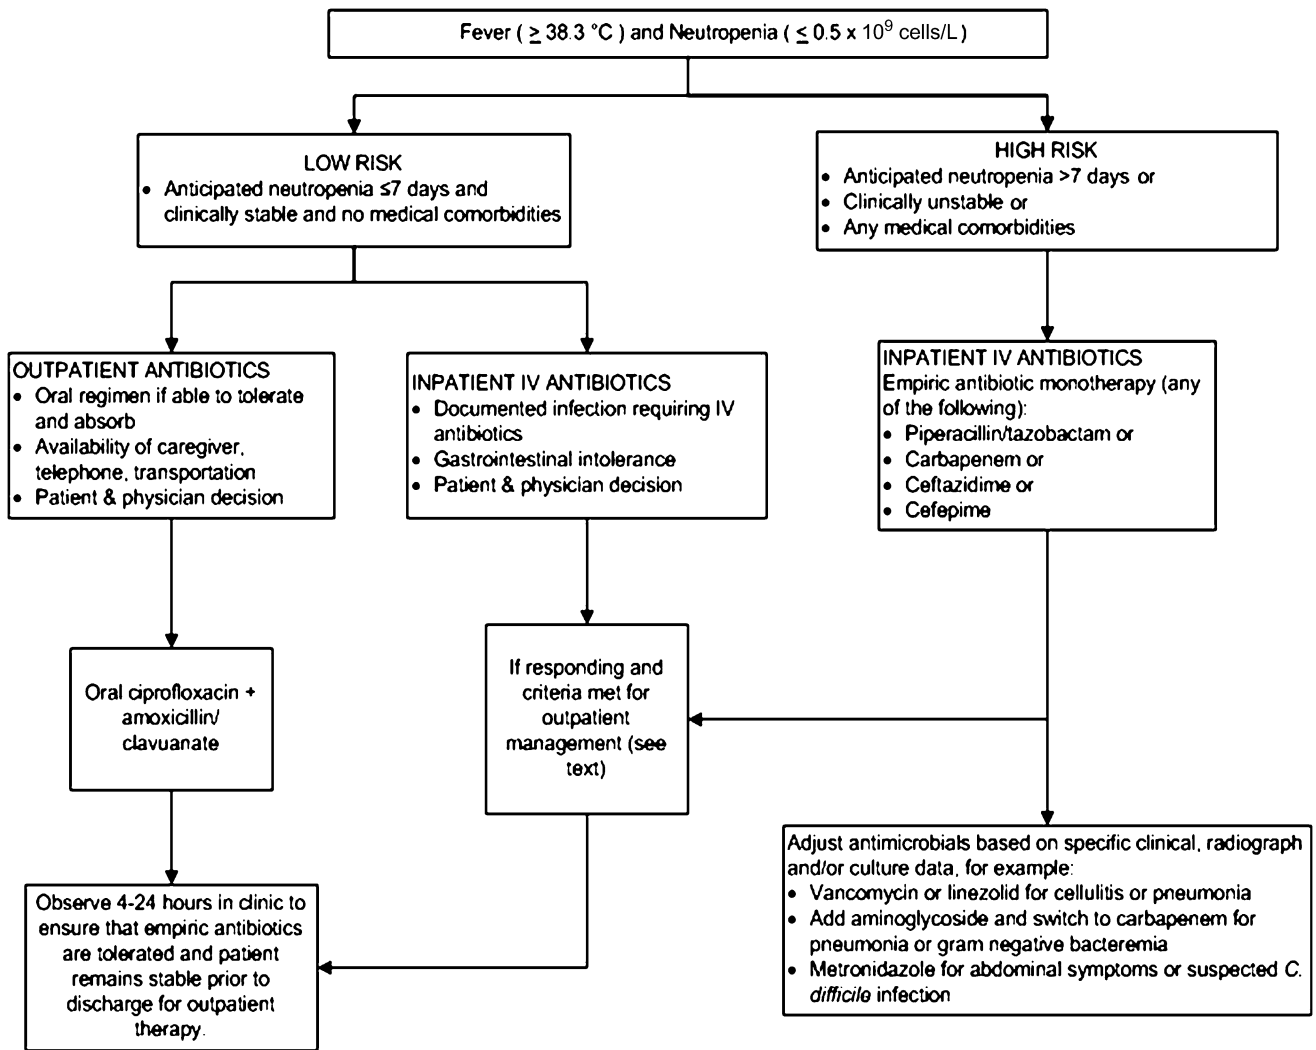 Fever ( ≥ 38.3 °C ) and Neutropenia ( ≤ 0.5 x 10⁹ cells/L )
LOW RISK
• Anticipated neutropenia ≤7 days and
clinically stable and no medical comorbidities
HIGH RISK
• Anticipated neutropenia >7 days or
• Clinically unstable or
• Any medical comorbidities
OUTPATIENT ANTIBIOTICS
• Oral regimen if able to tolerate
and absorb
• Availability of caregiver,
telephone, transportation
• Patient & physician decision
INPATIENT IV ANTIBIOTICS
• Documented infection requiring IV
antibiotics
• Gastrointestinal intolerance
• Patient & physician decision
INPATIENT IV ANTIBIOTICS
Empiric antibiotic monotherapy (any
of the following):
• Piperacillin/tazobactam or
• Carbapenem or
• Ceftazidime or
• Cefepime
Oral ciprofloxacin +
amoxicillin/
clavuanate
If responding and
criteria met for
outpatient
management (see
text)
Observe 4-24 hours in clinic to
ensure that empiric antibiotics
are tolerated and patient
remains stable prior to
discharge for outpatient
therapy.
Adjust antimicrobials based on specific clinical, radiograph
and/or culture data, for example:
• Vancomycin or linezolid for cellulitis or pneumonia
• Add aminoglycoside and switch to carbapenem for
pneumonia or gram negative bacteremia
• Metronidazole for abdominal symptoms or suspected C.
difficile infection